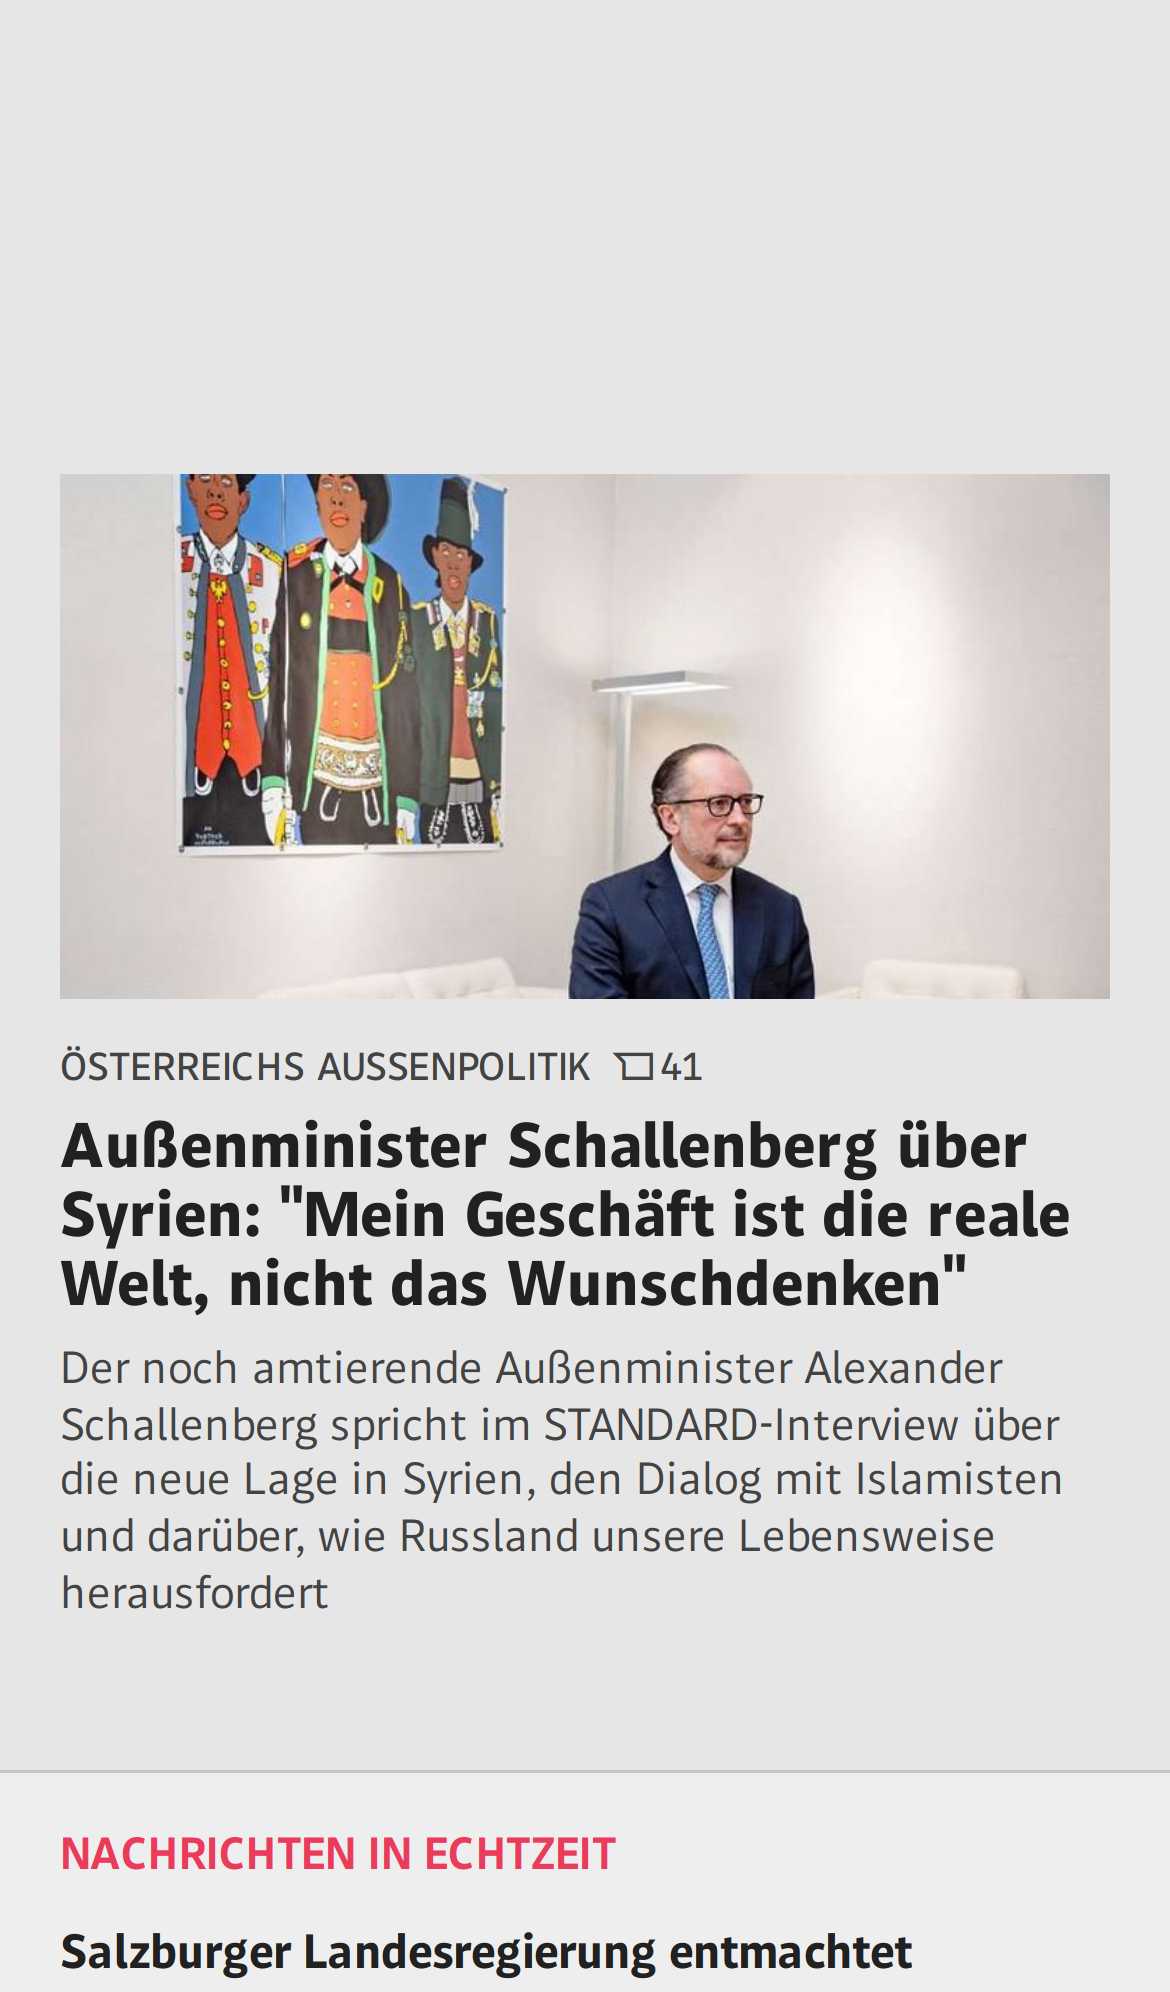 ÖSTERREICHS AUSSENPOLITIK 41
Außenminister Schallenberg über
Syrien: "Mein Geschäft ist die reale
Welt, nicht das Wunschdenken"
Der noch amtierende Außenminister Alexander
Schallenberg spricht im STANDARD-Interview über
die neue Lage in Syrien, den Dialog mit Islamisten
und darüber, wie Russland unsere Lebensweise
herausfordert
NACHRICHTEN IN ECHTZEIT
Salzburger Landesregierung entmachtet